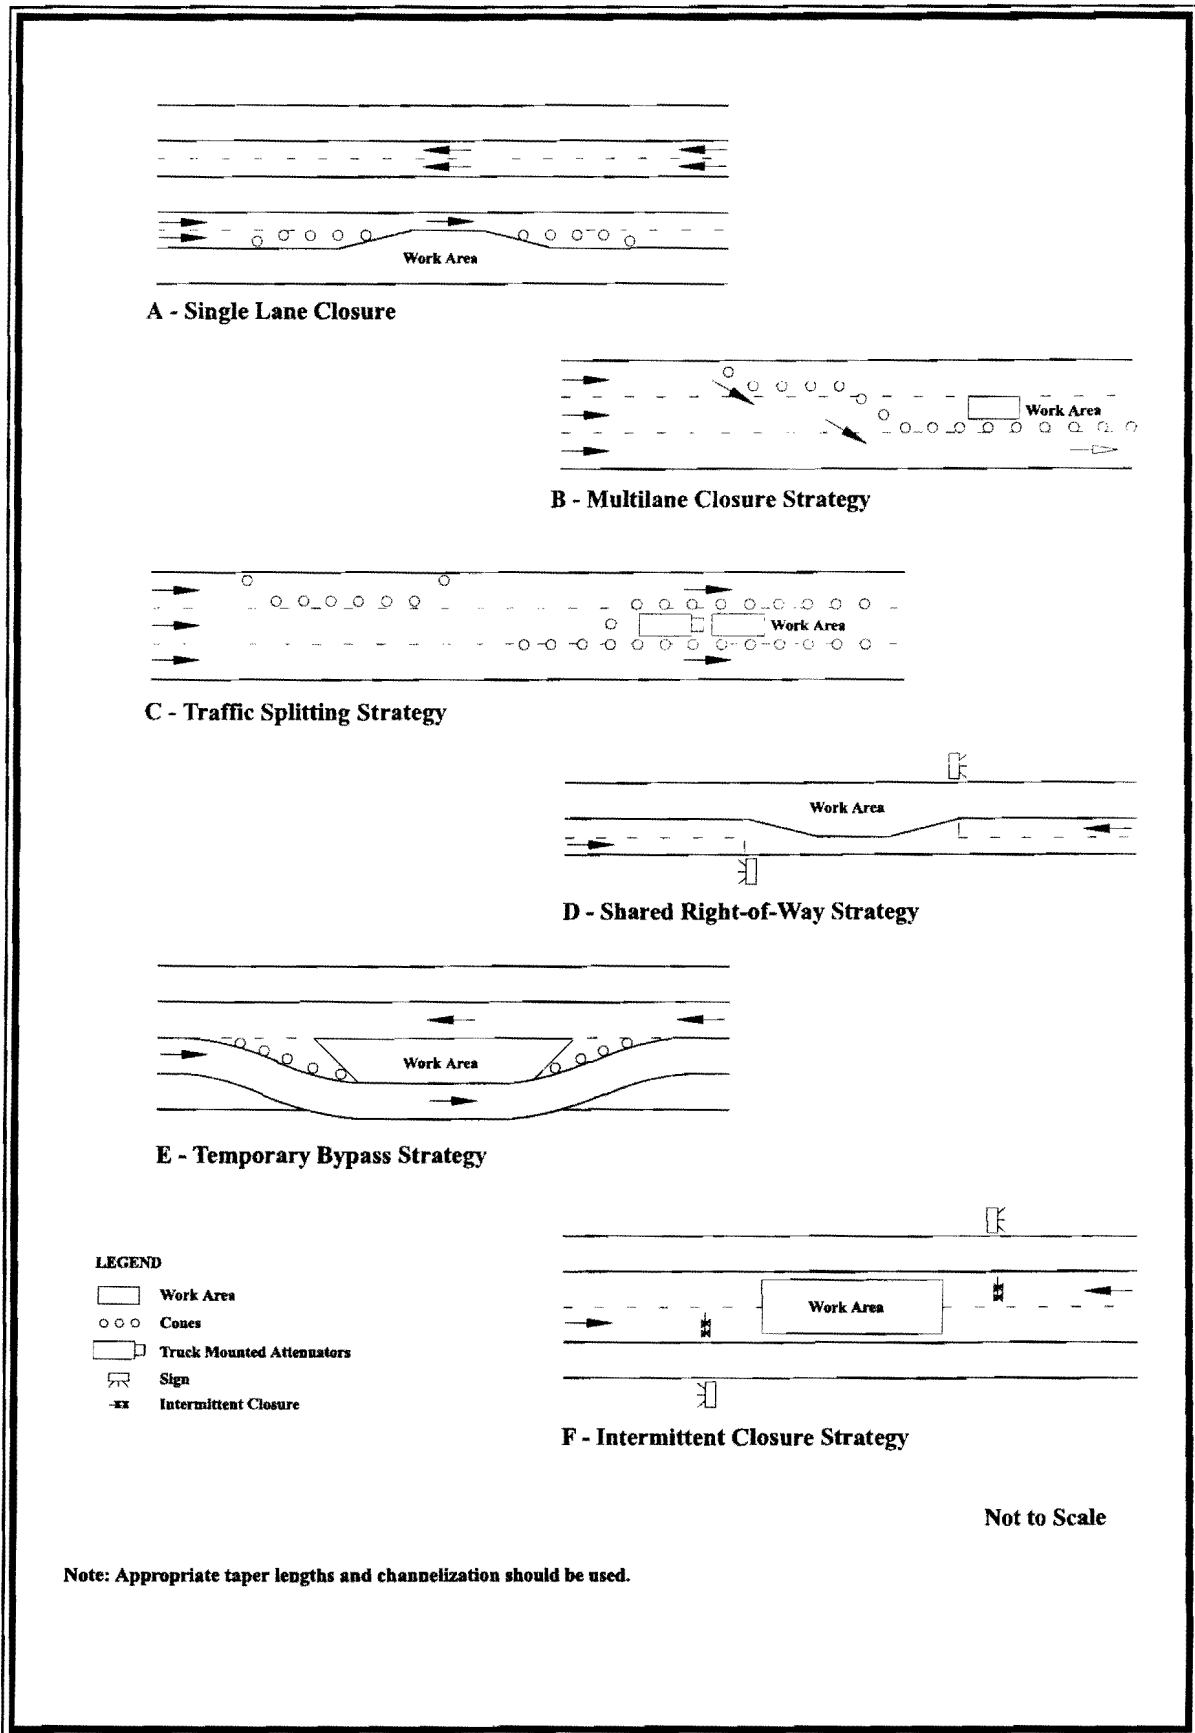 Work Area
A - Single Lane Closure
Work Area
B - Multilane Closure Strategy
Work Area
C - Traffic Splitting Strategy
Work Area
D - Shared Right-of-Way Strategy
Work Area
E - Temporary Bypass Strategy
LEGEND
Work Area
Cones
Truck Mounted Attenuators
Sign
Intermittent Closure
Work Area
F - Intermittent Closure Strategy
Not to Scale
Note: Appropriate taper lengths and channelization should be used.